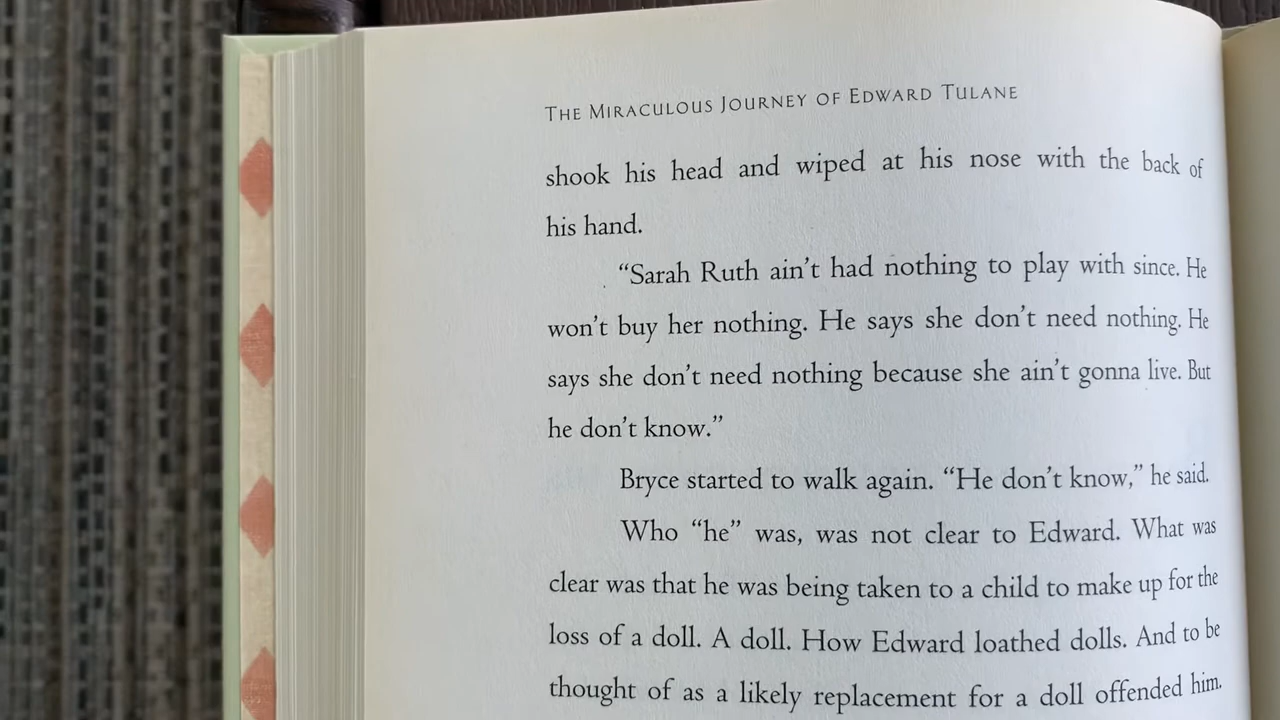 The Miraculous Journey of Edward Tulane
shook his head and wiped at his nose with the back of
his hand.
“Sarah Ruth ain’t had nothing to play with since. He
won’t buy her nothing. He says she don’t need nothing. He
says she don’t need nothing because she ain’t gonna live. But
he don’t know.”
Bryce started to walk again. “He don’t know,” he said.
Who “he” was, was not clear to Edward. What was
clear was that he was being taken to a child to make up for the
loss of a doll. A doll. How Edward loathed dolls. And to be
thought of as a likely replacement for a doll offended him.